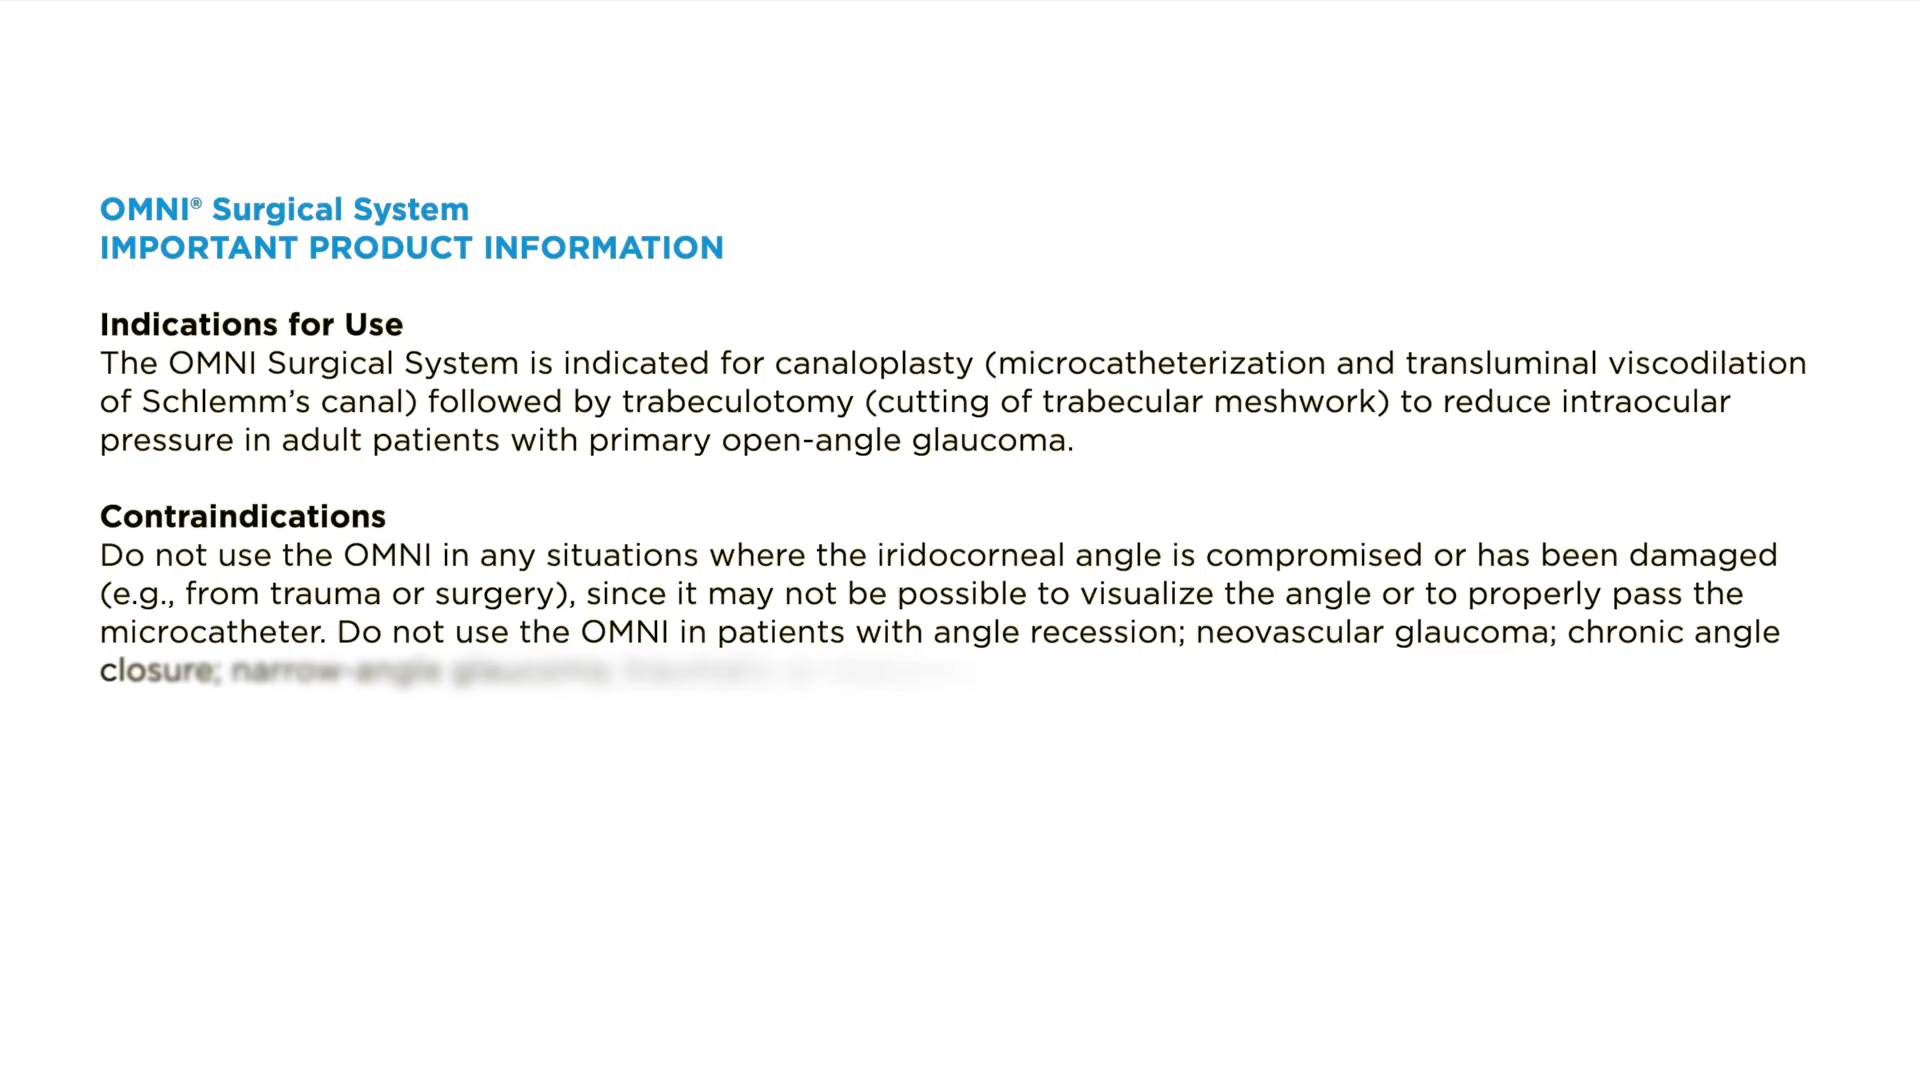 OMNI® Surgical System
IMPORTANT PRODUCT INFORMATION
Indications for Use
The OMNI Surgical System is indicated for canaloplasty (microcatheterization and transluminal viscodilation
of Schlemm’s canal) followed by trabeculotomy (cutting of trabecular meshwork) to reduce intraocular
pressure in adult patients with primary open-angle glaucoma.
Contraindications
Do not use the OMNI in any situations where the iridocorneal angle is compromised or has been damaged
(e.g., from trauma or surgery), since it may not be possible to visualize the angle or to properly pass the
microcatheter. Do not use the OMNI in patients with angle recession; neovascular glaucoma; chronic angle
closure; narrow-angle glaucoma;